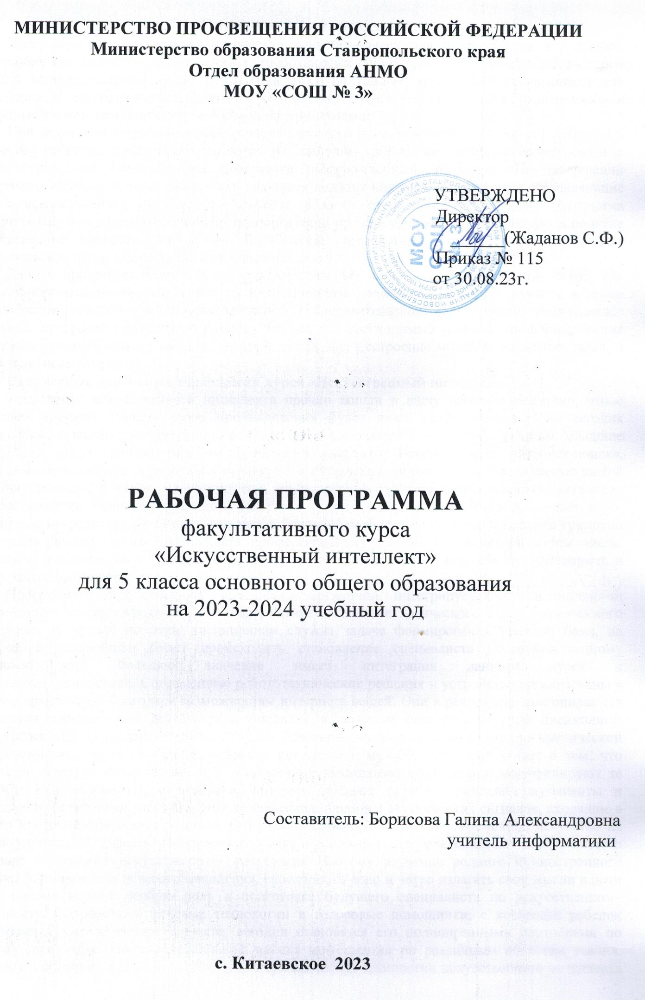 МИНИСТЕРСТВО ПРОСВЕЩЕНИЯ РОССИЙСКОЙ ФЕДЕРАЦИИ
Министерство образования Ставропольского края
Отдел образования АНМО
МОУ «СОШ № 3»
УТВЕРЖДЕНО
Директор
(Жаданов С.Ф.)
Приказ № 115
от 30.08.23г.
МОУ
СОШ
№ 3
РАБОЧАЯ ПРОГРАММА
факультативного курса
«Искусственный интеллект»
для 5 класса основного общего образования
на 2023-2024 учебный год
Составитель: Борисова Галина Александровна
учитель информатики
с. Китаевское 2023